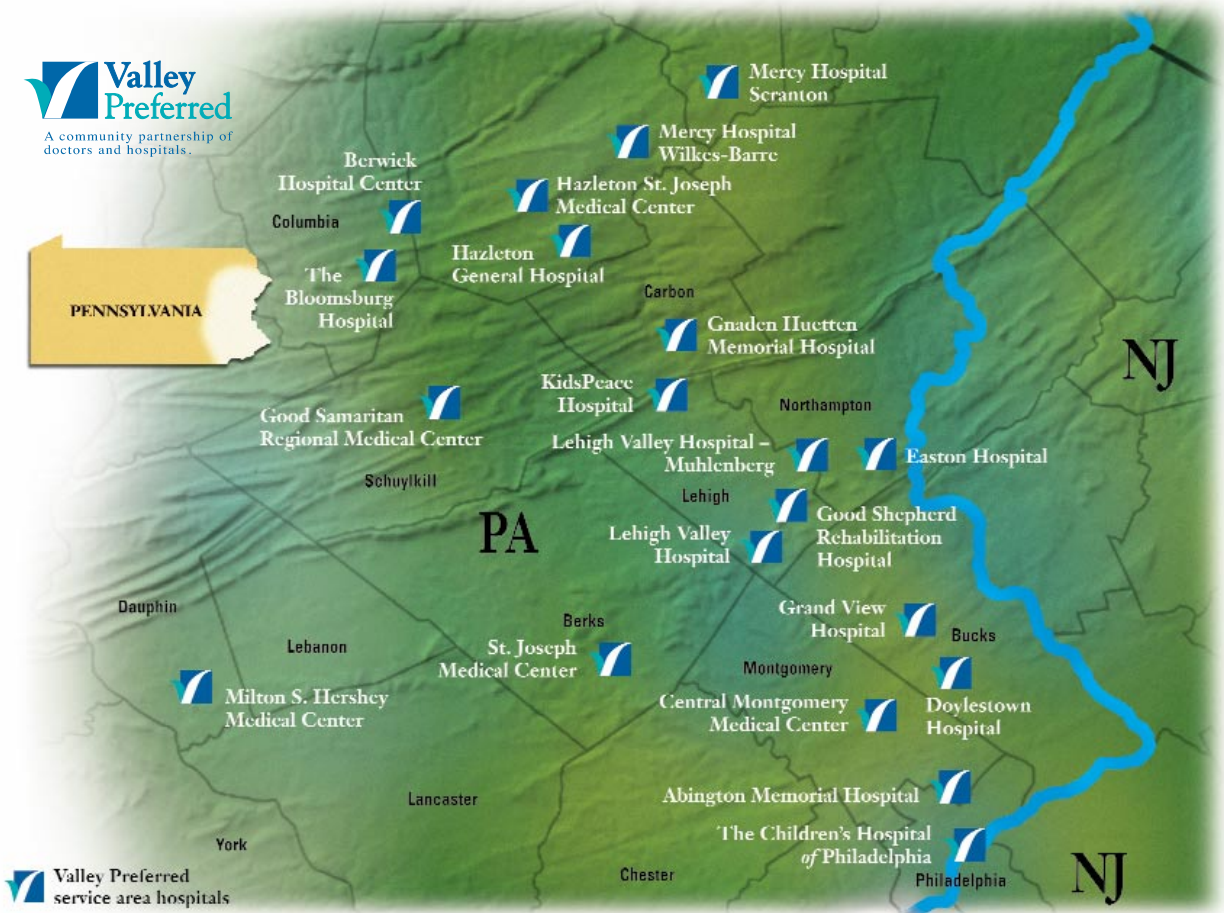 Valley
Preferred
A community partnership of
doctors and hospitals.
Mercy Hospital
Scranton
Mercy Hospital
Wilkes-Barre
Berwick
Hospital Center
Hazleton St. Joseph
Medical Center
Columbia
Hazleton
General Hospital
The
Bloomsburg
Hospital
PENNSYLVANIA
Carbon
Gnaden Huetten
Memorial Hospital
NJ
KidsPeace
Hospital
Northampton
Good Samaritan
Regional Medical Center
Lehigh Valley Hospital –
Muhlenberg
Easton Hospital
Schuylkill
Lehigh
PA
Good Shepherd
Rehabilitation
Hospital
Lehigh Valley
Hospital
Dauphin
Lebanon
Berks
Grand View
Hospital
Bucks
St. Joseph
Medical Center
Montgomery
Milton S. Hershey
Medical Center
Central Montgomery
Medical Center
Doylestown
Hospital
Lancaster
Abington Memorial Hospital
York
The Children's Hospital
of Philadelphia
Chester
Philadelphia
NJ
Valley Preferred
service area hospitals